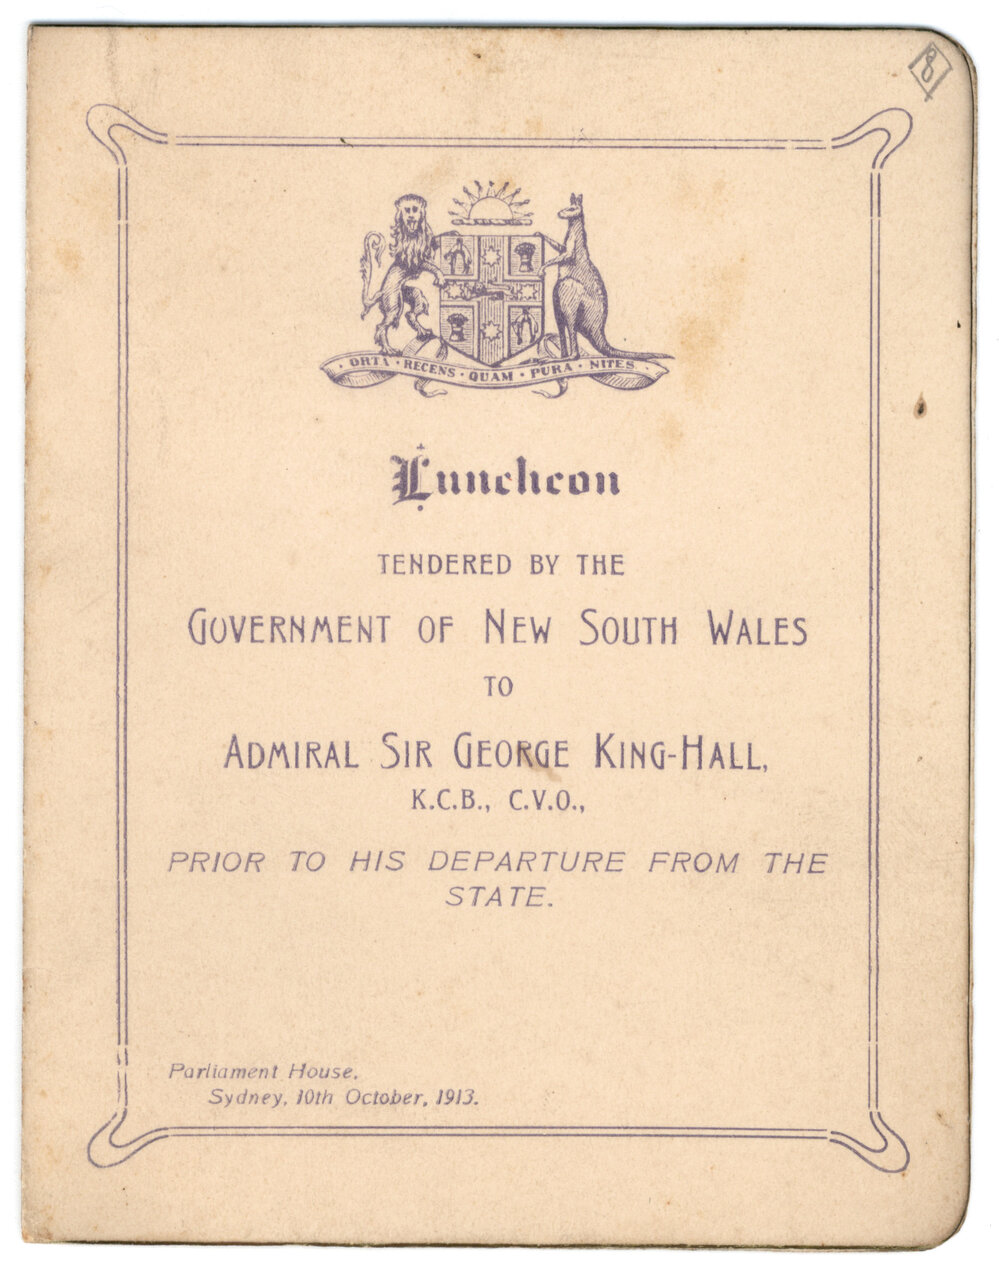 8
ORTA · RECENS · QUAM · PURA · NITES ·
Luncheon
TENDERED BY THE
GOVERNMENT OF NEW SOUTH WALES
TO
ADMIRAL SIR GEORGE KING-HALL,
K.C.B., C.V.O.,
PRIOR TO HIS DEPARTURE FROM THE
STATE.
Parliament House,
Sydney, 10th October, 1913.